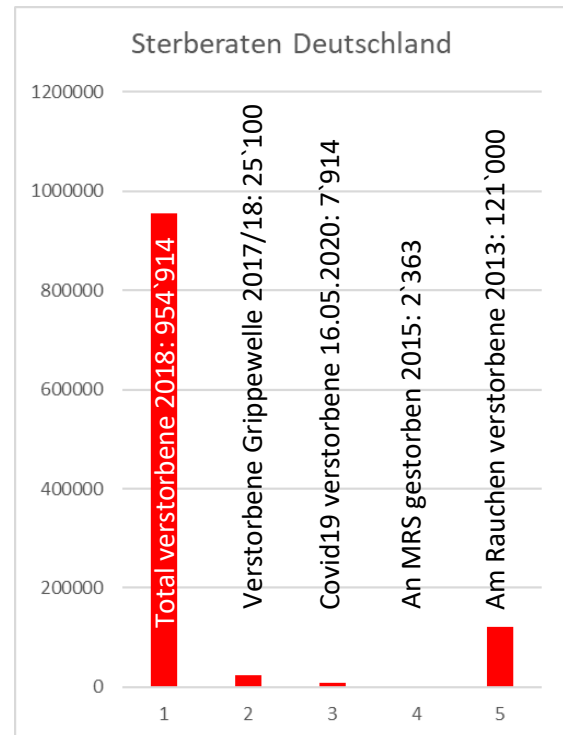 Sterberaten Deutschland
1200000
1000000
800000
600000
400000
200000
0
Total verstorbene 2018: 954`914
Verstorbene Grippewelle 2017/18: 25`100
Covid19 verstorbene 16.05.2020: 7`914
An MRS gestorben 2015: 2`363
Am Rauchen verstorbene 2013: 121`000
1 2 3 4 5